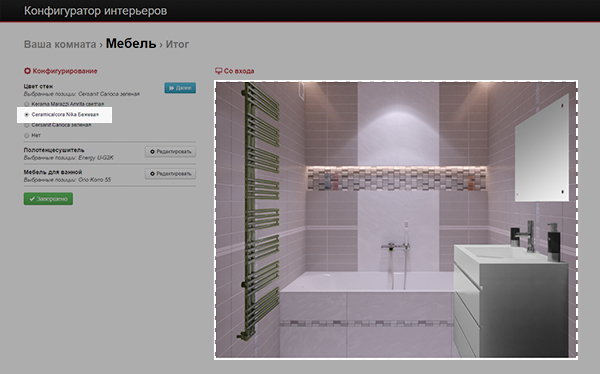 Конфигуратор интерьеров
Ваша комната › Мебель › Итог
Конфигурирование
Цвет стен
Далее
Выбранные позиции: Cersanit Carioca зеленая
Kerama Marazzi Amrita светлая
Ceramicalcora Nika Бежевая
Cersanit Carioca зеленая
Нет
Полотенцесушитель
Редактировать
Выбранные позиции: Energy U-G2K
Мебель для ванной
Редактировать
Выбранные позиции: Orio Karro 55
Завершено
Со входа